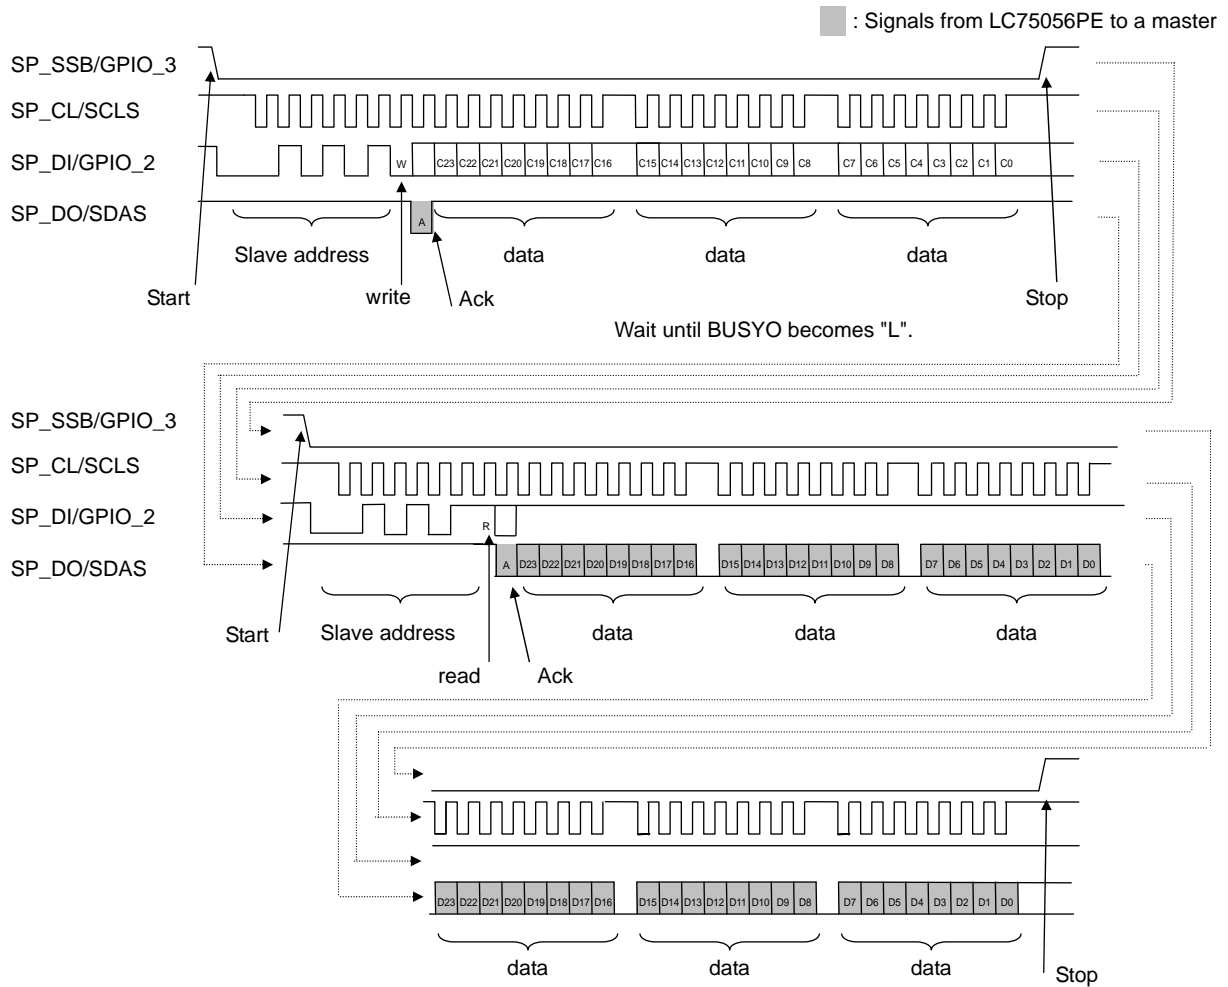 : Signals from LC75056PE to a master
SP_SSB/GPIO_3
SP_CL/SCLS
SP_DI/GPIO_2
W C23 C22 C21 C20 C19 C18 C17 C16 C15 C14 C13 C12 C11 C10 C9 C8 C7 C6 C5 C4 C3 C2 C1 C0
SP_DO/SDAS
A
Slave address data data data
Start write Ack Stop
Wait until BUSYO becomes "L".
SP_SSB/GPIO_3
SP_CL/SCLS
SP_DI/GPIO_2
R
SP_DO/SDAS
A D23 D22 D21 D20 D19 D18 D17 D16 D15 D14 D13 D12 D11 D10 D9 D8 D7 D6 D5 D4 D3 D2 D1 D0
Start Slave address data data data
read Ack
D23 D22 D21 D20 D19 D18 D17 D16 D15 D14 D13 D12 D11 D10 D9 D8 D7 D6 D5 D4 D3 D2 D1 D0
data data data
Stop